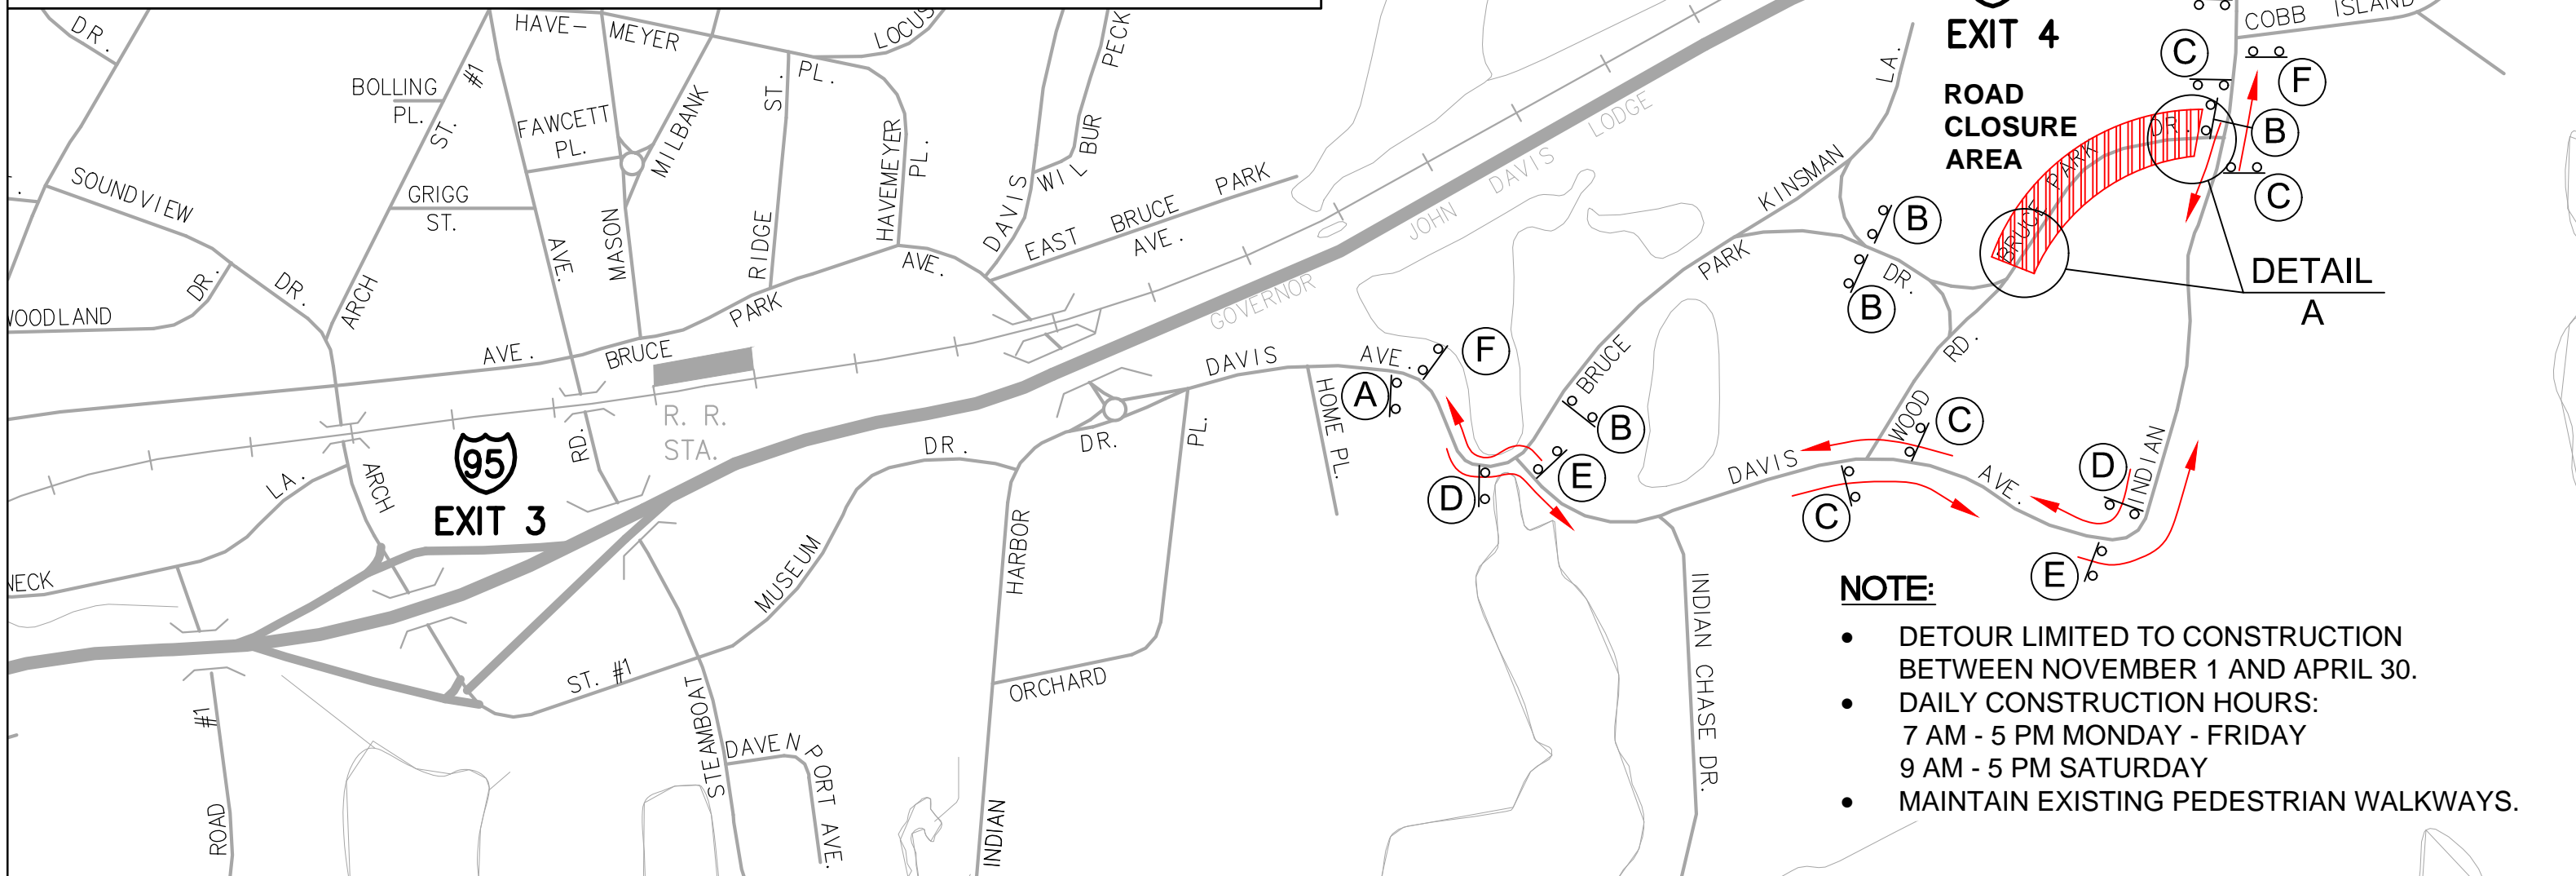 DR.
HAVE- MEYER
LOCUS
PECK
BOLLING
PL.
ST. #1
FAWCETT
PL.
MILBANK
ST.
PL.
RIDGE
HAVEMEYER
PL.
DAVIS
WIL BUR
SOUNDVIEW
DR.
GRIGG
ST.
AVE.
MASON
ARCH
EAST BRUCE PARK
AVE.
AVE.
WOODLAND
DR.
PARK
AVE.
BRUCE
GOVERNOR
JOHN DAVIS
LODGE
LA.
KINSMAN
PARK
BRUCE
EXIT 4
ROAD
CLOSURE
AREA
COBB ISLAND
C
F
B
C
BRUCE PARK DR.
DETAIL
A
B
DR.
B
RD.
WOOD
DAVIS AVE.
F
A
B
HOME PL.
E
D
DAVIS
C
C
AVE.
D
INDIAN
E
R. R.
STA.
RD.
95
EXIT 3
LA.
ARCH
DR.
DR.
PL.
MUSEUM
HARBOR
NECK
ST. #1
ORCHARD
STEAMBOAT
DAVEN PORT AVE.
INDIAN
#1
ROAD
INDIAN CHASE DR.
NOTE:
• DETOUR LIMITED TO CONSTRUCTION
BETWEEN NOVEMBER 1 AND APRIL 30.
• DAILY CONSTRUCTION HOURS:
7 AM - 5 PM MONDAY - FRIDAY
9 AM - 5 PM SATURDAY
• MAINTAIN EXISTING PEDESTRIAN WALKWAYS.